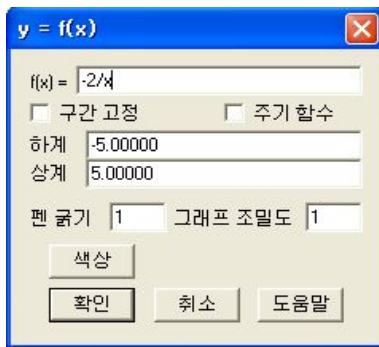 y = f(x)
f(x) = -2/x
구간 고정 주기 함수
하계 -5.00000
상계 5.00000
펜 굵기 1 그래프 조밀도 1
색상
확인 취소 도움말